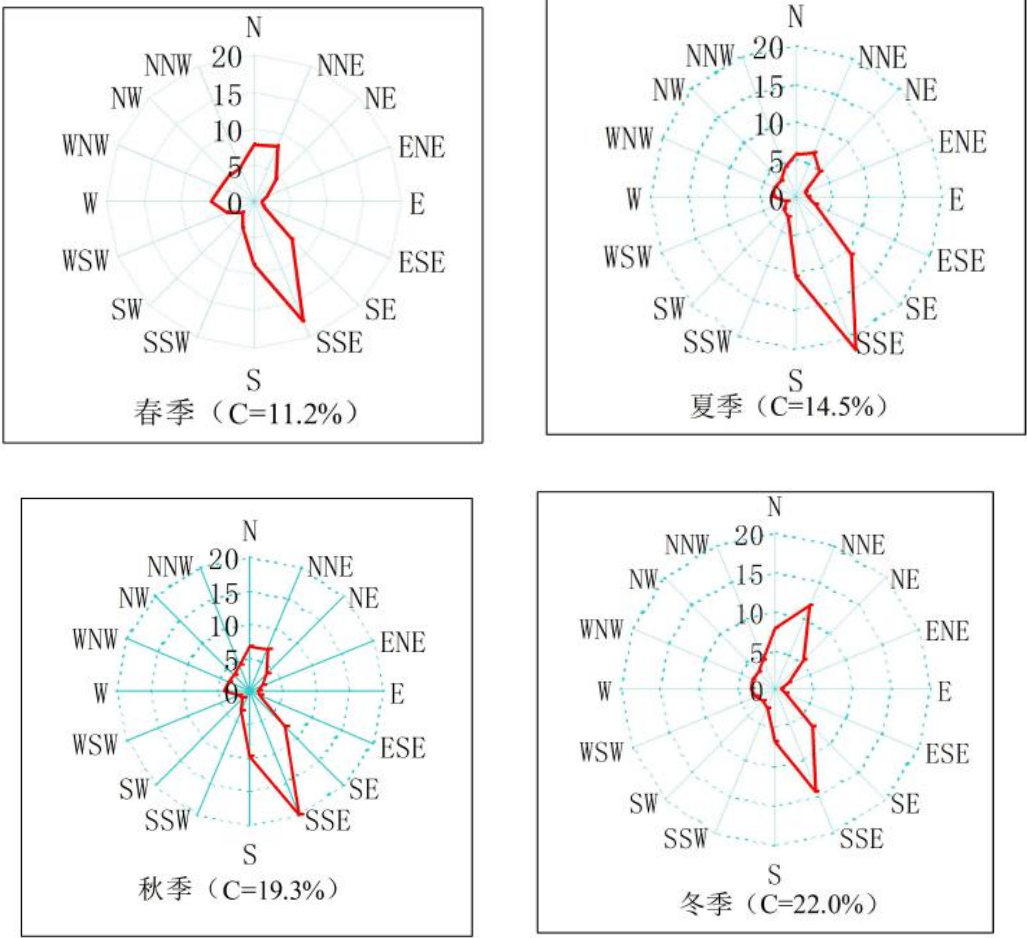 N
NNW 20 NNE
NW 15 NE
10
WNW ENE
5
W 0 E
WSW ESE
SW SE
SSW SSE
S
春季（C=11.2%）
N
NNW 20 NNE
NW 15 NE
10
WNW ENE
5
W 0 E
WSW ESE
SW SE
SSW SSE
S
夏季（C=14.5%）
N
NNW 20 NNE
NW 15 NE
10
WNW ENE
5
W 0 E
WSW ESE
SW SE
SSW SSE
S
秋季（C=19.3%）
N
NNW 20 NNE
NW 15 NE
10
WNW ENE
5
W 0 E
WSW ESE
SW SE
SSW SSE
S
冬季（C=22.0%）